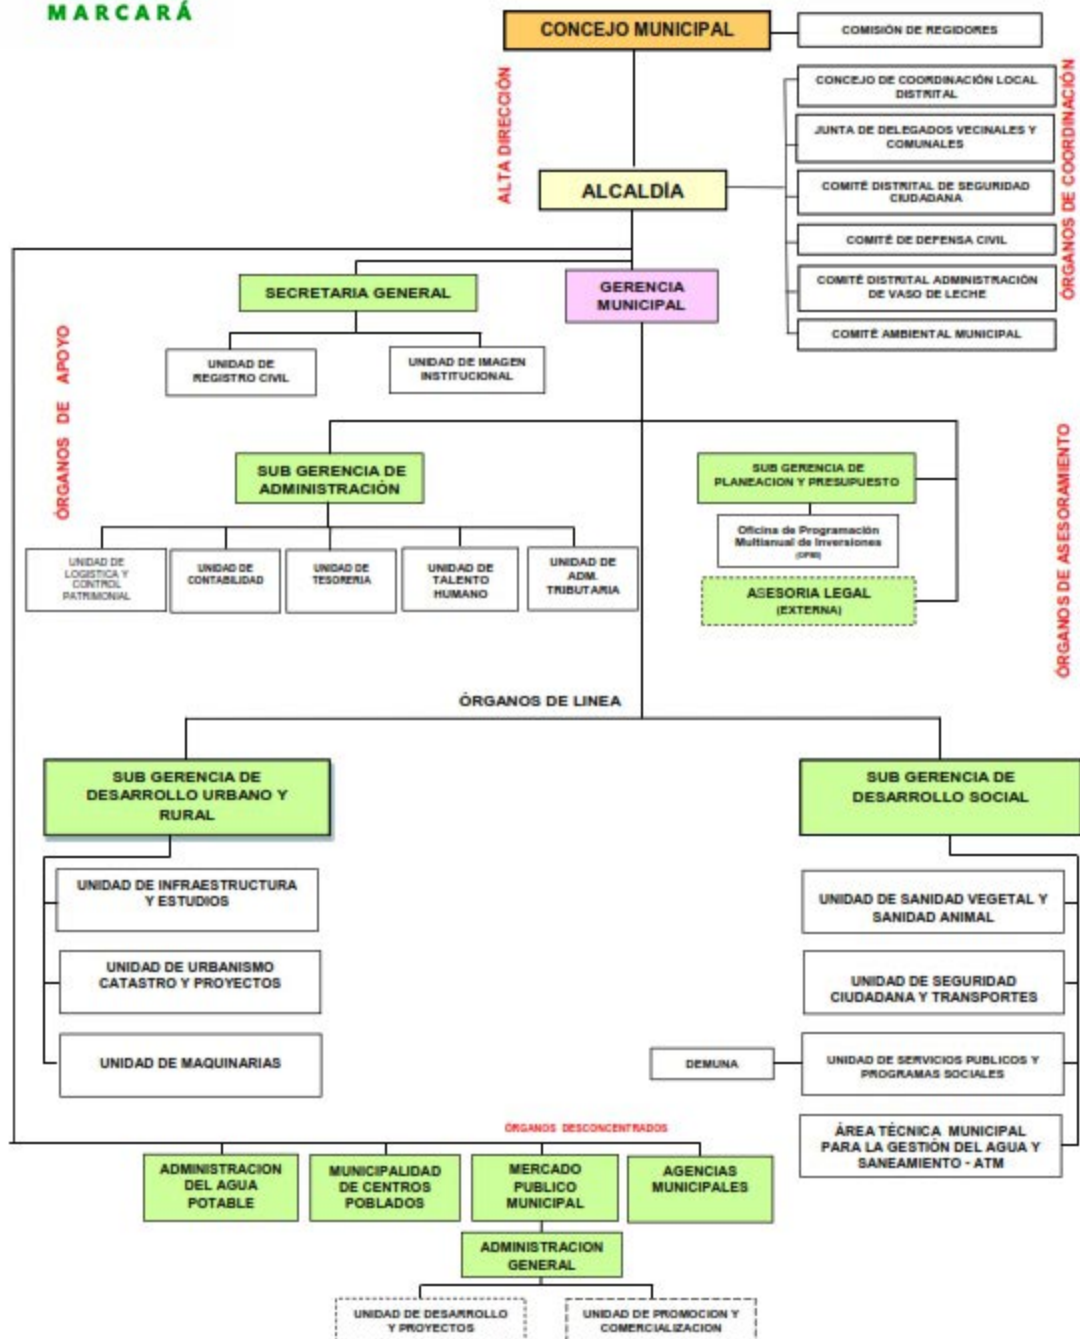 MARCARÁ
CONCEJO MUNICIPAL
COMISIÓN DE REGIDORES
ALTA DIRECCIÓN
CONCEJO DE COORDINACIÓN LOCAL
DISTRITAL
JUNTA DE DELEGADOS VECINALES Y
COMUNALES
COMITÉ DISTRITAL DE SEGURIDAD
CIUDADANA
COMITÉ DE DEFENSA CIVIL
COMITÉ DISTRITAL ADMINISTRACIÓN
DE VASO DE LECHE
COMITÉ AMBIENTAL MUNICIPAL
ÓRGANOS DE COORDINACIÓN
ALCALDÍA
SECRETARIA GENERAL
GERENCIA
MUNICIPAL
UNIDAD DE
REGISTRO CIVIL
UNIDAD DE IMAGEN
INSTITUCIONAL
ÓRGANOS DE APOYO
SUB GERENCIA DE
ADMINISTRACIÓN
UNIDAD DE
LOGISTICA Y
CONTROL
PATRIMONIAL
UNIDAD DE
CONTABILIDAD
UNIDAD DE
TESORERIA
UNIDAD DE
TALENTO
HUMANO
UNIDAD DE
ADM.
TRIBUTARIA
SUB GERENCIA DE
PLANEACION Y PRESUPUESTO
Oficina de Programación
Multianual de Inversiones
(OPMI)
ASESORIA LEGAL
(EXTERNA)
ÓRGANOS DE ASESORAMIENTO
ÓRGANOS DE LINEA
SUB GERENCIA DE
DESARROLLO URBANO Y
RURAL
UNIDAD DE INFRAESTRUCTURA
Y ESTUDIOS
UNIDAD DE URBANISMO
CATASTRO Y PROYECTOS
UNIDAD DE MAQUINARIAS
SUB GERENCIA DE
DESARROLLO SOCIAL
UNIDAD DE SANIDAD VEGETAL Y
SANIDAD ANIMAL
UNIDAD DE SEGURIDAD
CIUDADANA Y TRANSPORTES
DEMUNA
UNIDAD DE SERVICIOS PUBLICOS Y
PROGRAMAS SOCIALES
ÁREA TÉCNICA MUNICIPAL
PARA LA GESTIÓN DEL AGUA Y
SANEAMIENTO - ATM
ÓRGANOS DESCONCENTRADOS
ADMINISTRACION
DEL AGUA
POTABLE
MUNICIPALIDAD
DE CENTROS
POBLADOS
MERCADO
PUBLICO
MUNICIPAL
AGENCIAS
MUNICIPALES
ADMINISTRACION
GENERAL
UNIDAD DE DESARROLLO
Y PROYECTOS
UNIDAD DE PROMOCION Y
COMERCIALIZACION